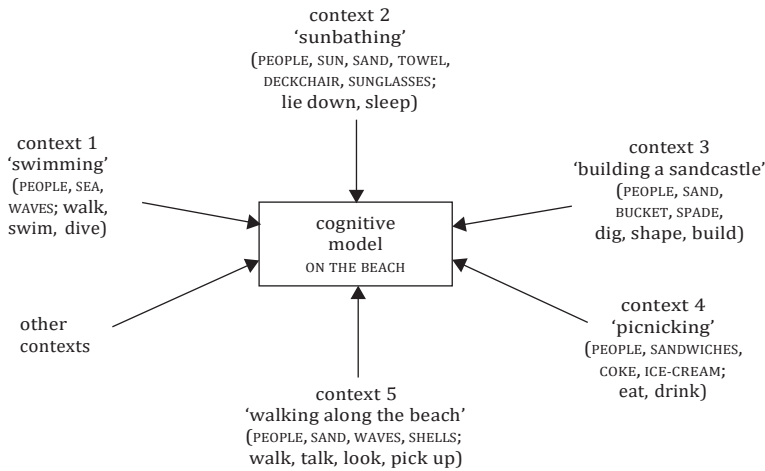 context 2
‘sunbathing’
(PEOPLE, SUN, SAND, TOWEL,
DECKCHAIR, SUNGLASSES;
lie down, sleep)
context 1
‘swimming’
(PEOPLE, SEA,
WAVES; walk,
swim, dive)
context 3
‘building a sandcastle’
(PEOPLE, SAND,
BUCKET, SPADE,
dig, shape, build)
cognitive
model
ON THE BEACH
other
contexts
context 4
‘picnicking’
(PEOPLE, SANDWICHES,
COKE, ICE-CREAM;
eat, drink)
context 5
‘walking along the beach’
(PEOPLE, SAND, WAVES, SHELLS;
walk, talk, look, pick up)